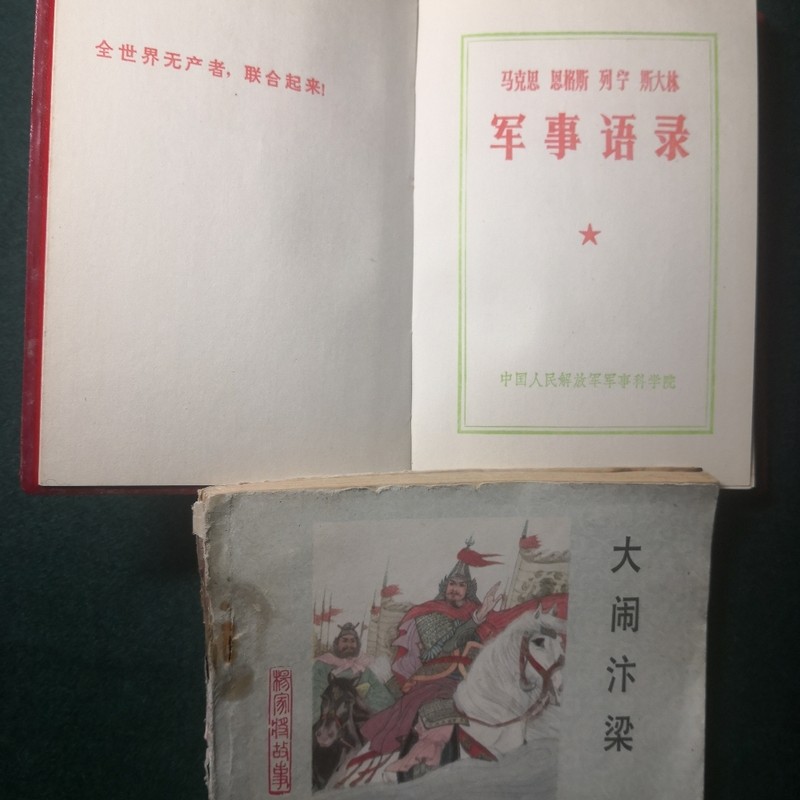 全世界无产者，联合起来！
马克思 恩格斯 列宁 斯大林
军事语录
中国人民解放军军事科学院
大闹汴梁
杨家将故事